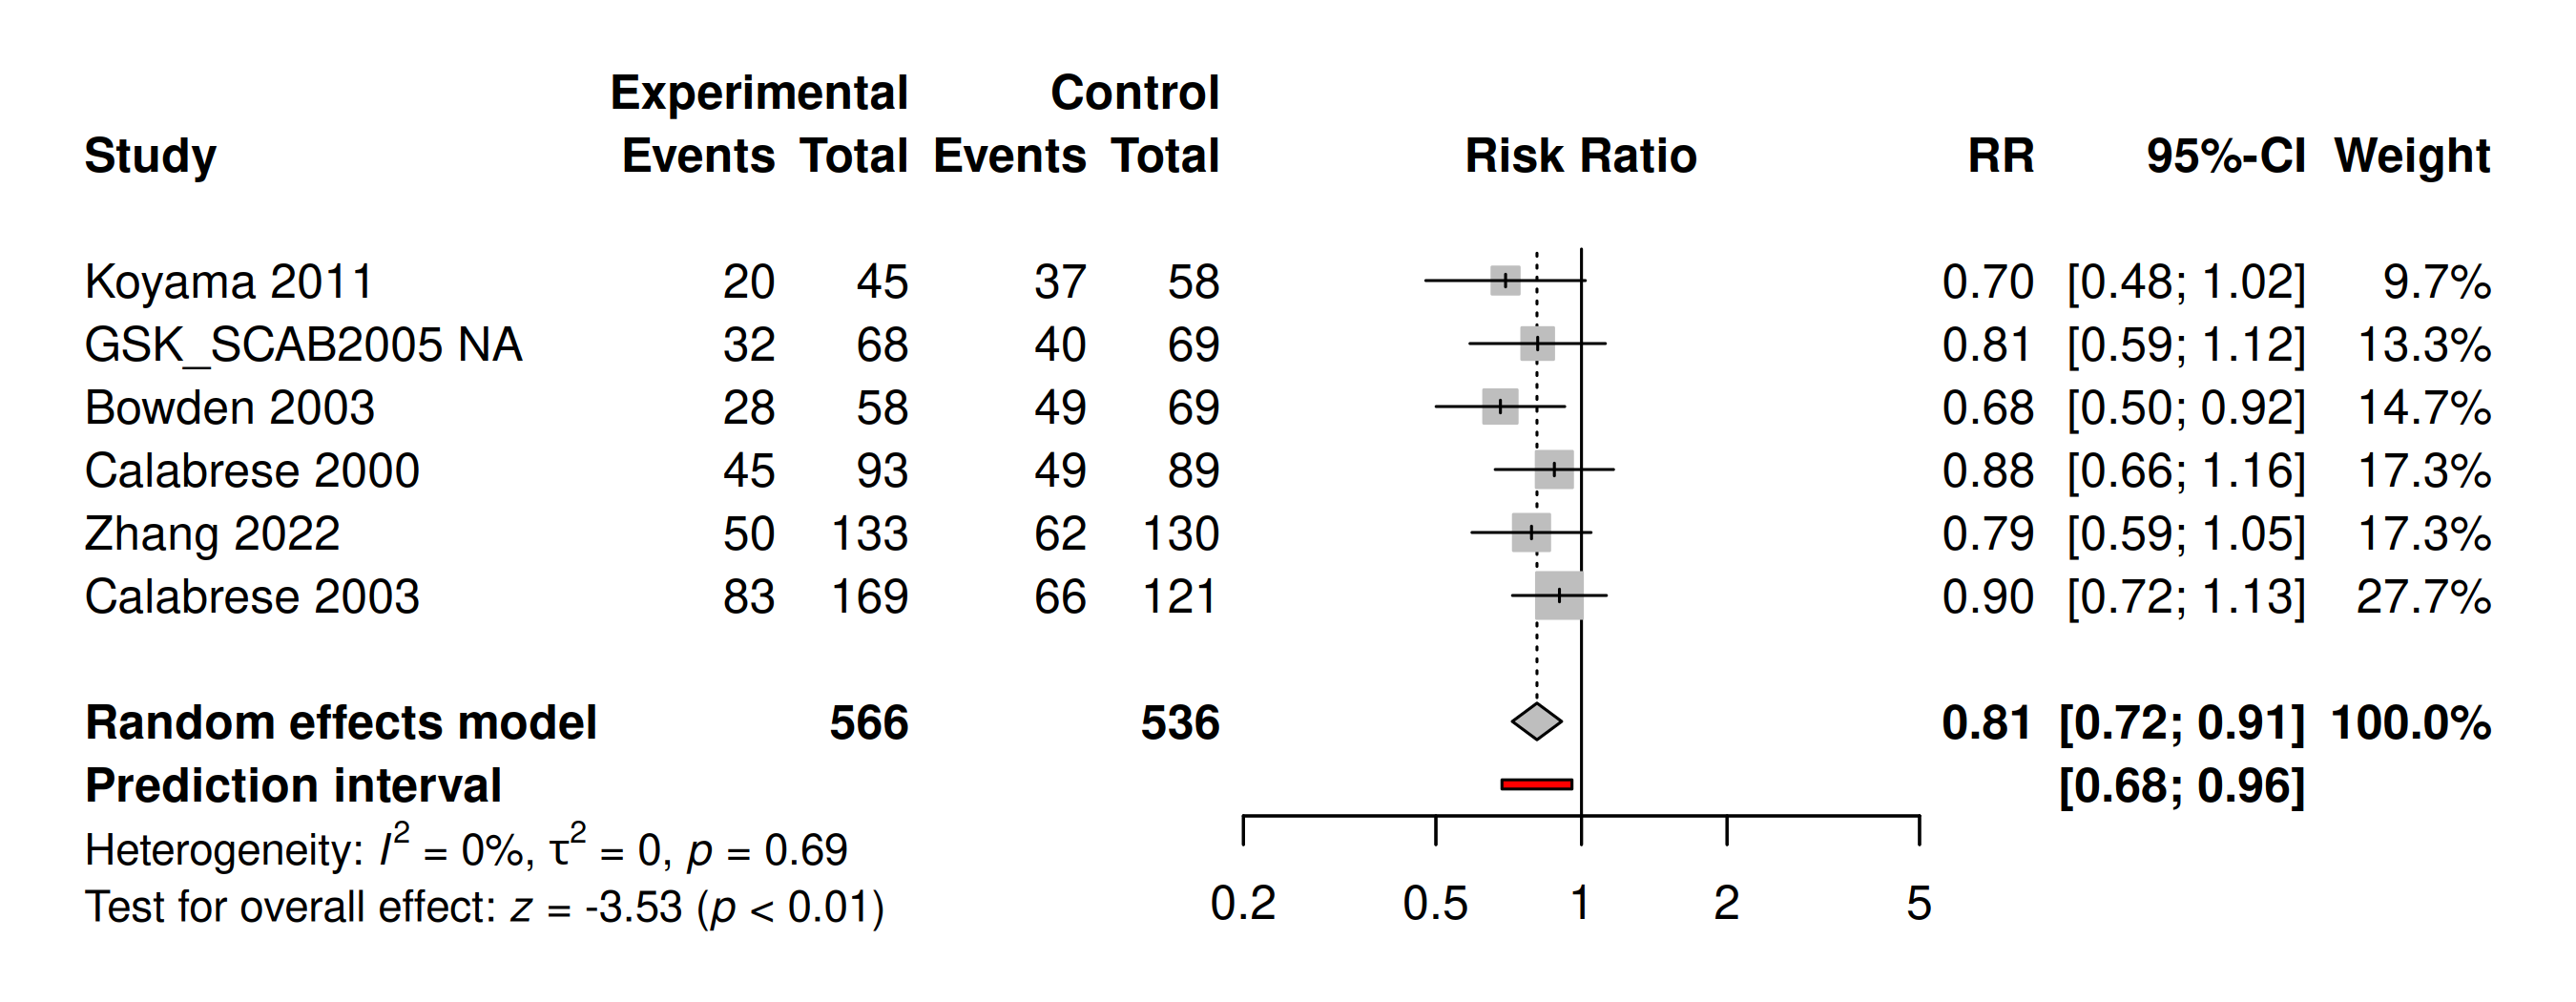 Experimental Control
Study Events Total Events Total Risk Ratio RR 95%-CI Weight
Koyama 2011 20 45 37 58 0.70 [0.48; 1.02] 9.7%
GSK_SCAB2005 NA 32 68 40 69 0.81 [0.59; 1.12] 13.3%
Bowden 2003 28 58 49 69 0.68 [0.50; 0.92] 14.7%
Calabrese 2000 45 93 49 89 0.88 [0.66; 1.16] 17.3%
Zhang 2022 50 133 62 130 0.79 [0.59; 1.05] 17.3%
Calabrese 2003 83 169 66 121 0.90 [0.72; 1.13] 27.7%
Random effects model 566 536 0.81 [0.72; 0.91] 100.0%
Prediction interval [0.68; 0.96]
Heterogeneity: I² = 0%, τ² = 0, p = 0.69
Test for overall effect: z = -3.53 (p < 0.01)
0.2 0.5 1 2 5